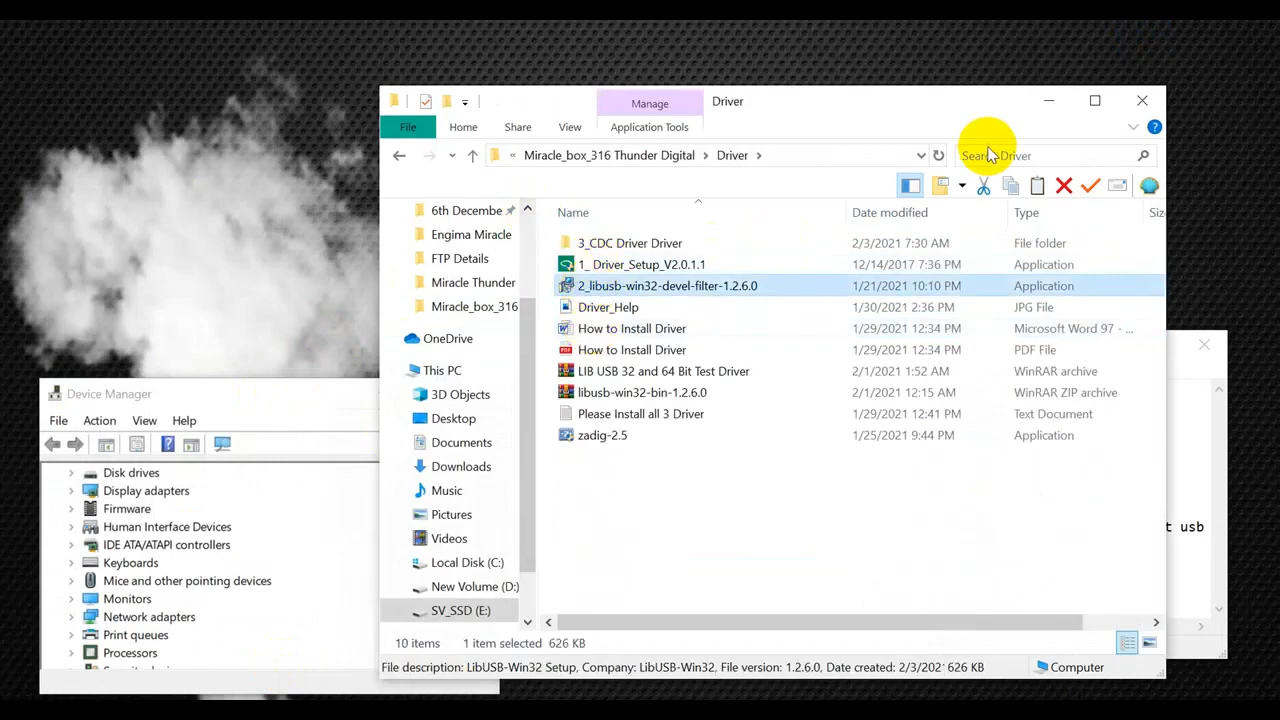 Manage
Driver
File
Home
Share
View
Application Tools
«
Miracle_box_316 Thunder Digital
Driver
Search Driver
6th Decembe
Engima Miracle
FTP Details
Miracle Thunder
Miracle_box_316
OneDrive
This PC
3D Objects
Desktop
Documents
Downloads
Music
Pictures
Videos
Local Disk (C:)
New Volume (D:)
SV_SSD (E:)
Name Date modified Type Size
3_CDC Driver Driver 2/3/2021 7:30 AM File folder
1_ Driver_Setup_V2.0.1.1 12/14/2017 7:36 PM Application
2_libusb-win32-devel-filter-1.2.6.0 1/21/2021 10:10 PM Application
Driver_Help 1/30/2021 2:36 PM JPG File
How to Install Driver 1/29/2021 12:34 PM Microsoft Word 97 - ...
How to Install Driver 1/29/2021 12:34 PM PDF File
LIB USB 32 and 64 Bit Test Driver 2/1/2021 1:52 AM WinRAR archive
libusb-win32-bin-1.2.6.0 2/1/2021 12:15 AM WinRAR ZIP archive
Please Install all 3 Driver 1/29/2021 12:41 PM Text Document
zadig-2.5 1/25/2021 9:44 PM Application
10 items 1 item selected 626 KB
File description: LibUSB-Win32 Setup, Company: LibUSB-Win32, File version: 1.2.6.0, Date created: 2/3/202 626 KB
Computer
Device Manager
File Action View Help
Disk drives
Display adapters
Firmware
Human Interface Devices
IDE ATA/ATAPI controllers
Keyboards
Mice and other pointing devices
Monitors
Network adapters
Print queues
Processors
t usb